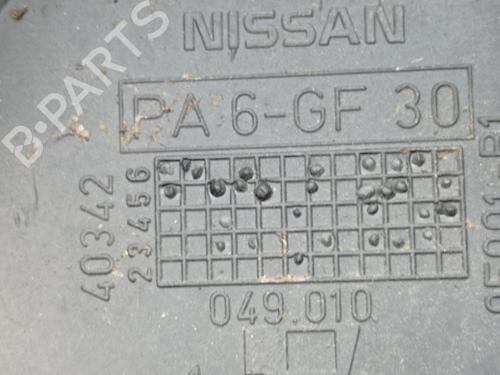 NISSAN
B-PARTS
PA 6-GF 30
40342
23456
049.010